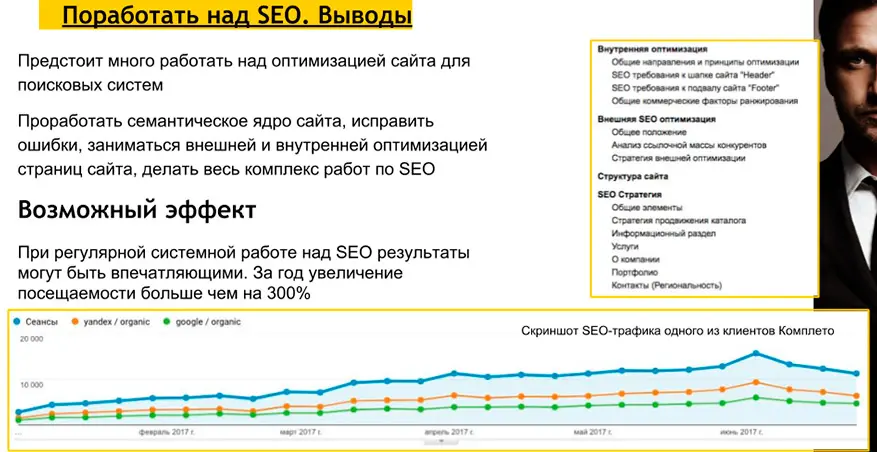 Поработать над SEO. Выводы
Предстоит много работать над оптимизацией сайта для
поисковых систем
Проработать семантическое ядро сайта, исправить
ошибки, заниматься внешней и внутренней оптимизацией
страниц сайта, делать весь комплекс работ по SEO
Возможный эффект
При регулярной системной работе над SEO результаты
могут быть впечатляющими. За год увеличение
посещаемости больше чем на 300%
Внутренняя оптимизация
Общие направления и принципы оптимизации
SEO требования к шапке сайта "Header"
SEO требования к подвалу сайта "Footer"
Общие коммерческие факторы ранжирования
Внешняя SEO оптимизация
Общее положение
Анализ ссылочной массы конкурентов
Стратегия внешней оптимизации
Структура сайта
SEO Стратегия
Общие элементы
Стратегия продвижения каталога
Информационный раздел
Услуги
О компании
Портфолио
Контакты (Региональность)
Сеансы yandex / organic google / organic
Скриншот SEO-трафика одного из клиентов Комплето
20 000
10 000
... февраль 2017 г. март 2017 г. апрель 2017 г. май 2017 г. июнь 2017 г.